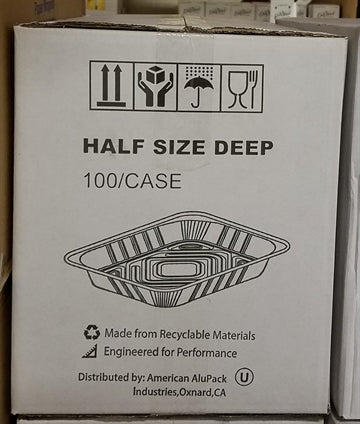 HALF SIZE DEEP
100/CASE
Made from Recyclable Materials
Engineered for Performance
Distributed by: American AluPack U
Industries,Oxnard,CA